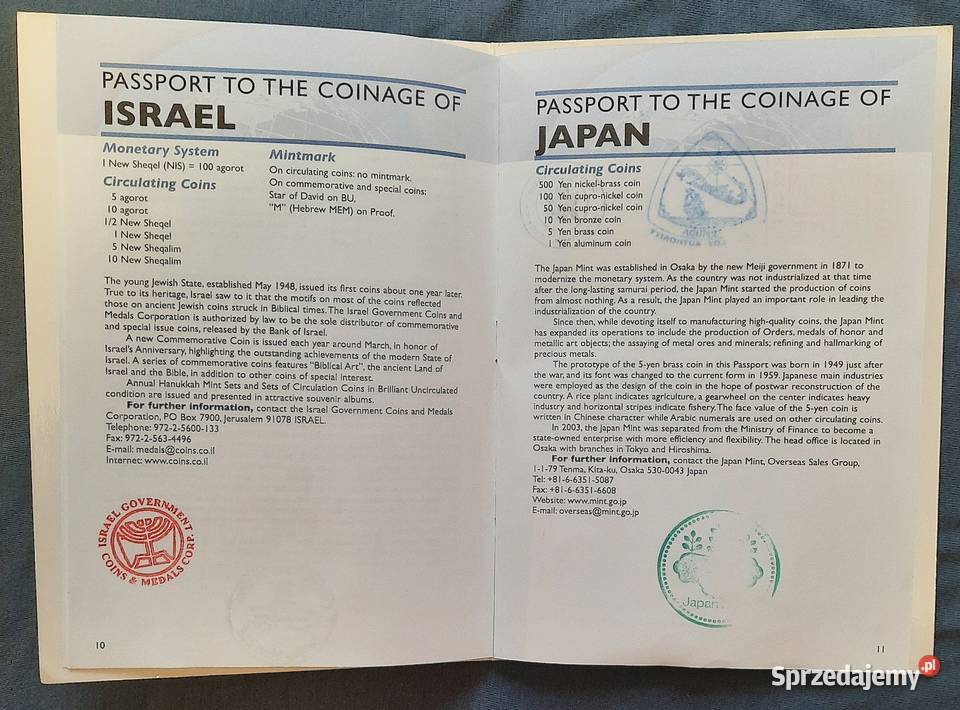 PASSPORT TO THE COINAGE OF
ISRAEL
Monetary System
1 New Sheqel (NIS) = 100 agorot
Circulating Coins
5 agorot
10 agorot
1/2 New Sheqel
1 New Sheqel
5 New Sheqalim
10 New Sheqalim
Mintmark
On circulating coins: no mintmark.
On commemorative and special coins:
Star of David on BU,
"M" (Hebrew MEM) on Proof.
The young Jewish State, established May 1948, issued its first coins about one year later.
True to its heritage, Israel saw to it that the motifs on most of the coins reflected
those on ancient Jewish coins struck in Biblical times. The Israel Government Coins and
Medals Corporation is authorized by law to be the sole distributor of commemorative
and special issue coins, released by the Bank of Israel.
A new Commemorative Coin is issued each year around March, in honor of
Israel's Anniversary, highlighting the outstanding achievements of the modern State of
Israel. A series of commemorative coins features "Biblical Art", the ancient Land of
Israel and the Bible, in addition to other coins of special interest.
Annual Hanukkah Mint Sets and Sets of Circulation Coins in Brilliant Uncirculated
condition are issued and presented in attractive souvenir albums.
For further information, contact the Israel Government Coins and Medals
Corporation, PO Box 7900, Jerusalem 91078 ISRAEL.
Telephone: 972-2-5600-133
Fax: 972-2-563-4496
E-mail: medals@coins.co.il
Internet: www.coins.co.il
ISRAEL GOVERNMENT
COINS & MEDALS CORP.
10
PASSPORT TO THE COINAGE OF
JAPAN
Circulating Coins
500 Yen nickel-brass coin
100 Yen cupro-nickel coin
50 Yen cupro-nickel coin
10 Yen bronze coin
5 Yen brass coin
1 Yen aluminum coin
The Japan Mint was established in Osaka by the new Meiji government in 1871 to
modernize the monetary system. As the country was not industrialized at that time
after the long-lasting samurai period, the Japan Mint started the production of coins
from almost nothing. As a result, the Japan Mint played an important role in leading the
industrialization of the country.
Since then, while devoting itself to manufacturing high-quality coins, the Japan Mint
has expanded its operations to include the production of Orders, medals of honor and
metallic art objects; the assaying of metal ores and minerals; refining and hallmarking of
precious metals.
The prototype of the 5-yen brass coin in this Passport was born in 1949 just after
the war, and its font was changed to the current form in 1959. Japanese main industries
were employed as the design of the coin in the hope of postwar reconstruction of the
country. A rice plant indicates agriculture, a gearwheel on the center indicates heavy
industry and horizontal stripes indicate fishery. The face value of the 5-yen coin is
written in Chinese character while Arabic numerals are used on other circulating coins.
In 2003, the Japan Mint was separated from the Ministry of Finance to become a
state-owned enterprise with more efficiency and flexibility. The head office is located in
Osaka with branches in Tokyo and Hiroshima.
For further information, contact the Japan Mint, Overseas Sales Group,
1-1-79 Tenma, Kita-ku, Osaka 530-0043 Japan
Tel: +81-6-6351-5087
Fax: +81-6-6351-6608
Website: www.mint.go.jp
E-mail: overseas@mint.go.jp
Japan
11
Sprzedajemy.pl